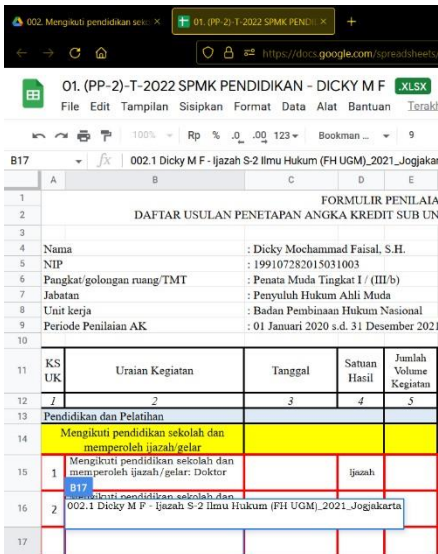 002. Mengikuti pendidikan seko
01. (PP-2)-T-2022 SPMK PENDI
https://docs.google.com/spreadsheets
01. (PP-2)-T-2022 SPMK PENDIDIKAN - DICKY M F .XLSX
File Edit Tampilan Sisipkan Format Data Alat Bantuan Terakh
100% Rp % .0 .00 123 Bookman ... 9
B17 fx 002.1 Dicky M F - Ijazah S-2 Ilmu Hukum (FH UGM)_2021_Jogjakar
A B C D E
1 FORMULIR PENILAIA
2 DAFTAR USULAN PENETAPAN ANGKA KREDIT SUB UN
3
4 Nama : Dicky Mochammad Faisal, S.H.
5 NIP : 199107282015031003
6 Pangkat/golongan ruang/TMT : Penata Muda Tingkat I / (III/b)
7 Jabatan : Penyuluh Hukum Ahli Muda
8 Unit kerja : Badan Pembinaan Hukum Nasional
9 Periode Penilaian AK : 01 Januari 2020 s.d. 31 Desember 2021
10
11 KS UK Uraian Kegiatan Tanggal Satuan Hasil Jumlah Volume Kegiatan
12 1 2 3 4 5
13 Pendidikan dan Pelatihan
14 Mengikuti pendidikan sekolah dan
memperoleh ijazah/gelar
15 1 Mengikuti pendidikan sekolah dan
memperoleh ijazah/gelar: Doktor Ijazah
B17
16 2 Mengikuti pendidikan sekolah dan
002.1 Dicky M F - Ijazah S-2 Ilmu Hukum (FH UGM)_2021_Jogjakarta
17